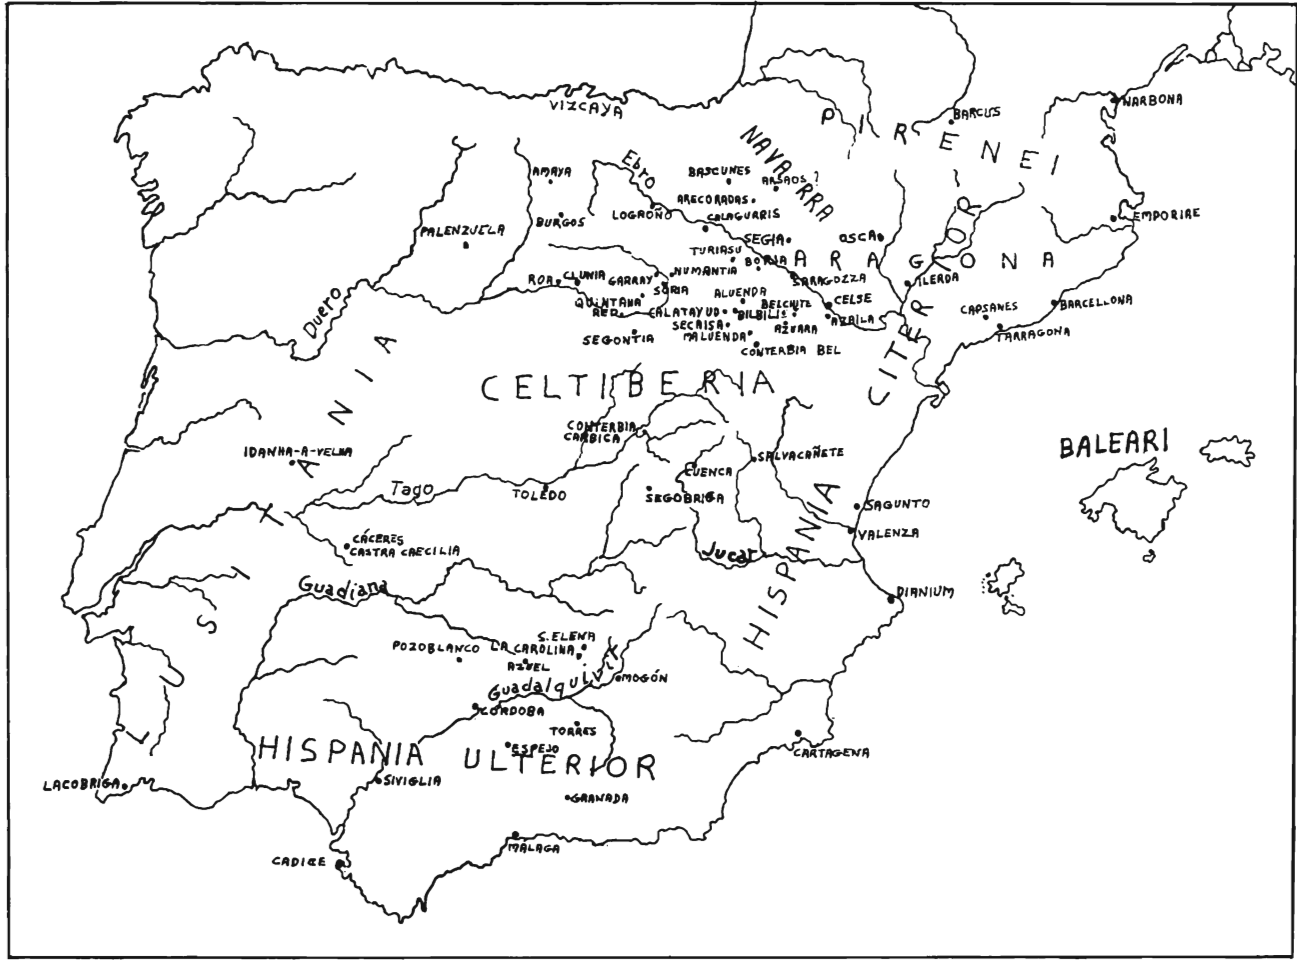 VIZCAYA
NARBONA
BARCUS
PIRENEI
NAVARRA
Ebro
AMAYA
BASCUNES
ARSAOS ?
ARECORADAS
LOGROÑO
CALAGURRIS
EMPORIAE
BURGOS
PALENZUELA
SEGIA
OSCA
TURIASU
BORJA
ARAGONA
ROA
CLUNIA
GARRAY
NUMANTIA
SARAGOZZA
ILERDA
SORIA
QUINTANA
RED.
ALUENDA
BELCHITE
CELSE
CALATAYUD
BILBILIS
AZAILA
CAPSANES
BARCELLONA
TARRAGONA
SECAISA
AZUARA
SEGONTIA
MALUENDA
CONTERBIA BEL
Duero
CELTIBERIA
HISPANIA CITERIOR
CONTERBIA
CARBICA
BALEARI
IDANHA-A-VELHA
SALVACAÑETE
CUENCA
Tago
TOLEDO
SEGOBRIGA
SAGUNTO
VALENZA
CÁCERES
CASTRA CAECILIA
Jucar
Guadiana
DIANIUM
LUSITANIA
S. ELENA
POZOBLANCO
LA CAROLINA
AZUEL
MOGÓN
Guadalquivir
CORDOBA
TORRES
ESPEJO
HISPANIA ULTERIOR
CARTAGENA
LACOBRIGA
SIVIGLIA
GRANADA
MALAGA
CADICE